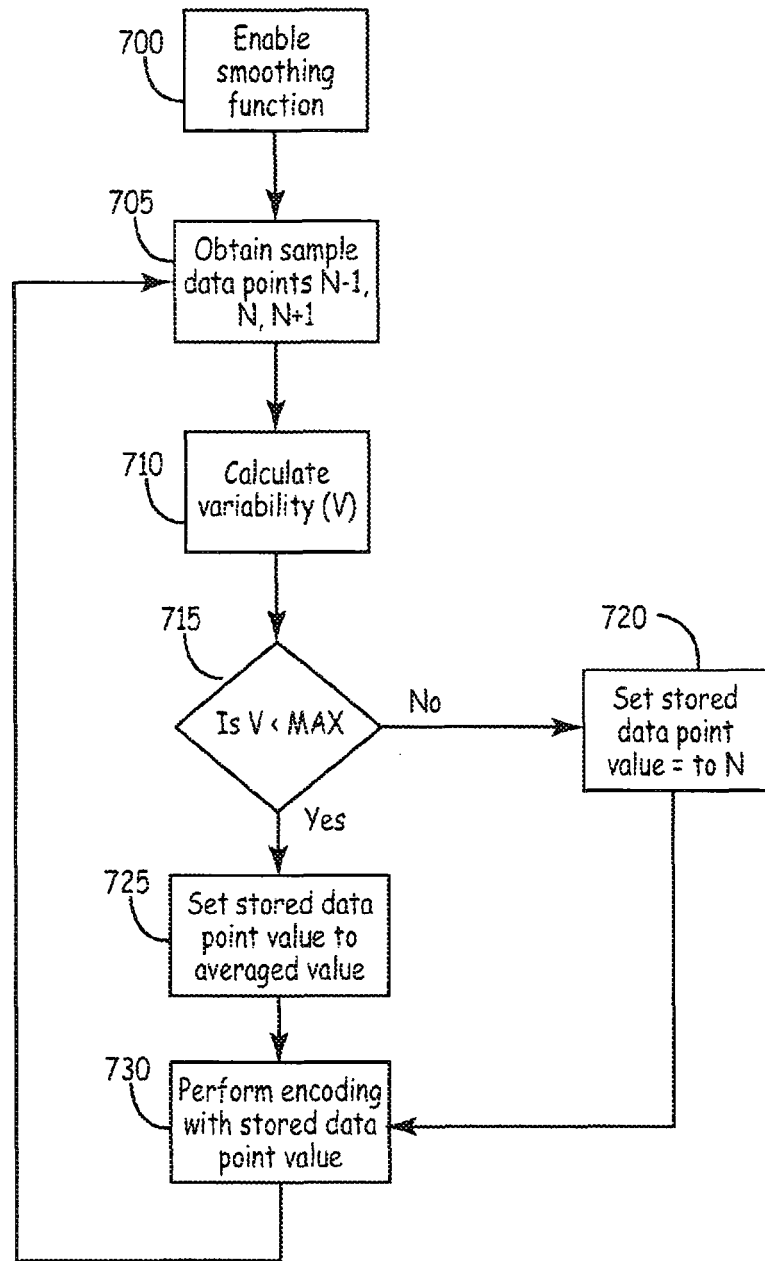 700
Enable
smoothing
function
705
Obtain sample
data points N-1,
N, N+1
710
Calculate
variability (V)
715
Is V < MAX
No
720
Set stored
data point
value = to N
Yes
725
Set stored data
point value to
averaged value
730
Perform encoding
with stored data
point value